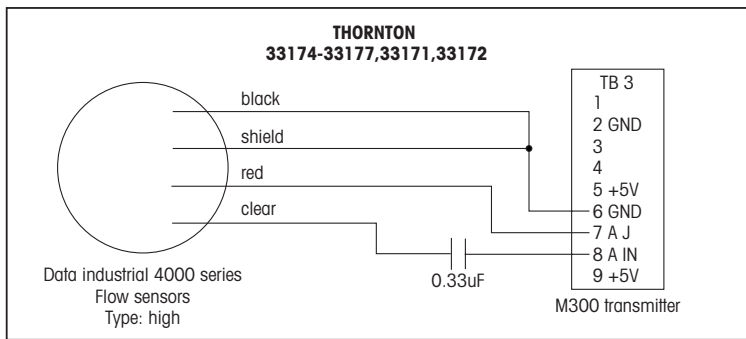 THORNTON
33174-33177,33171,33172
black
shield
red
clear
0.33uF
Data industrial 4000 series
Flow sensors
Type: high
TB 3
1
2 GND
3
4
5 +5V
6 GND
7 A J
8 A IN
9 +5V
M300 transmitter